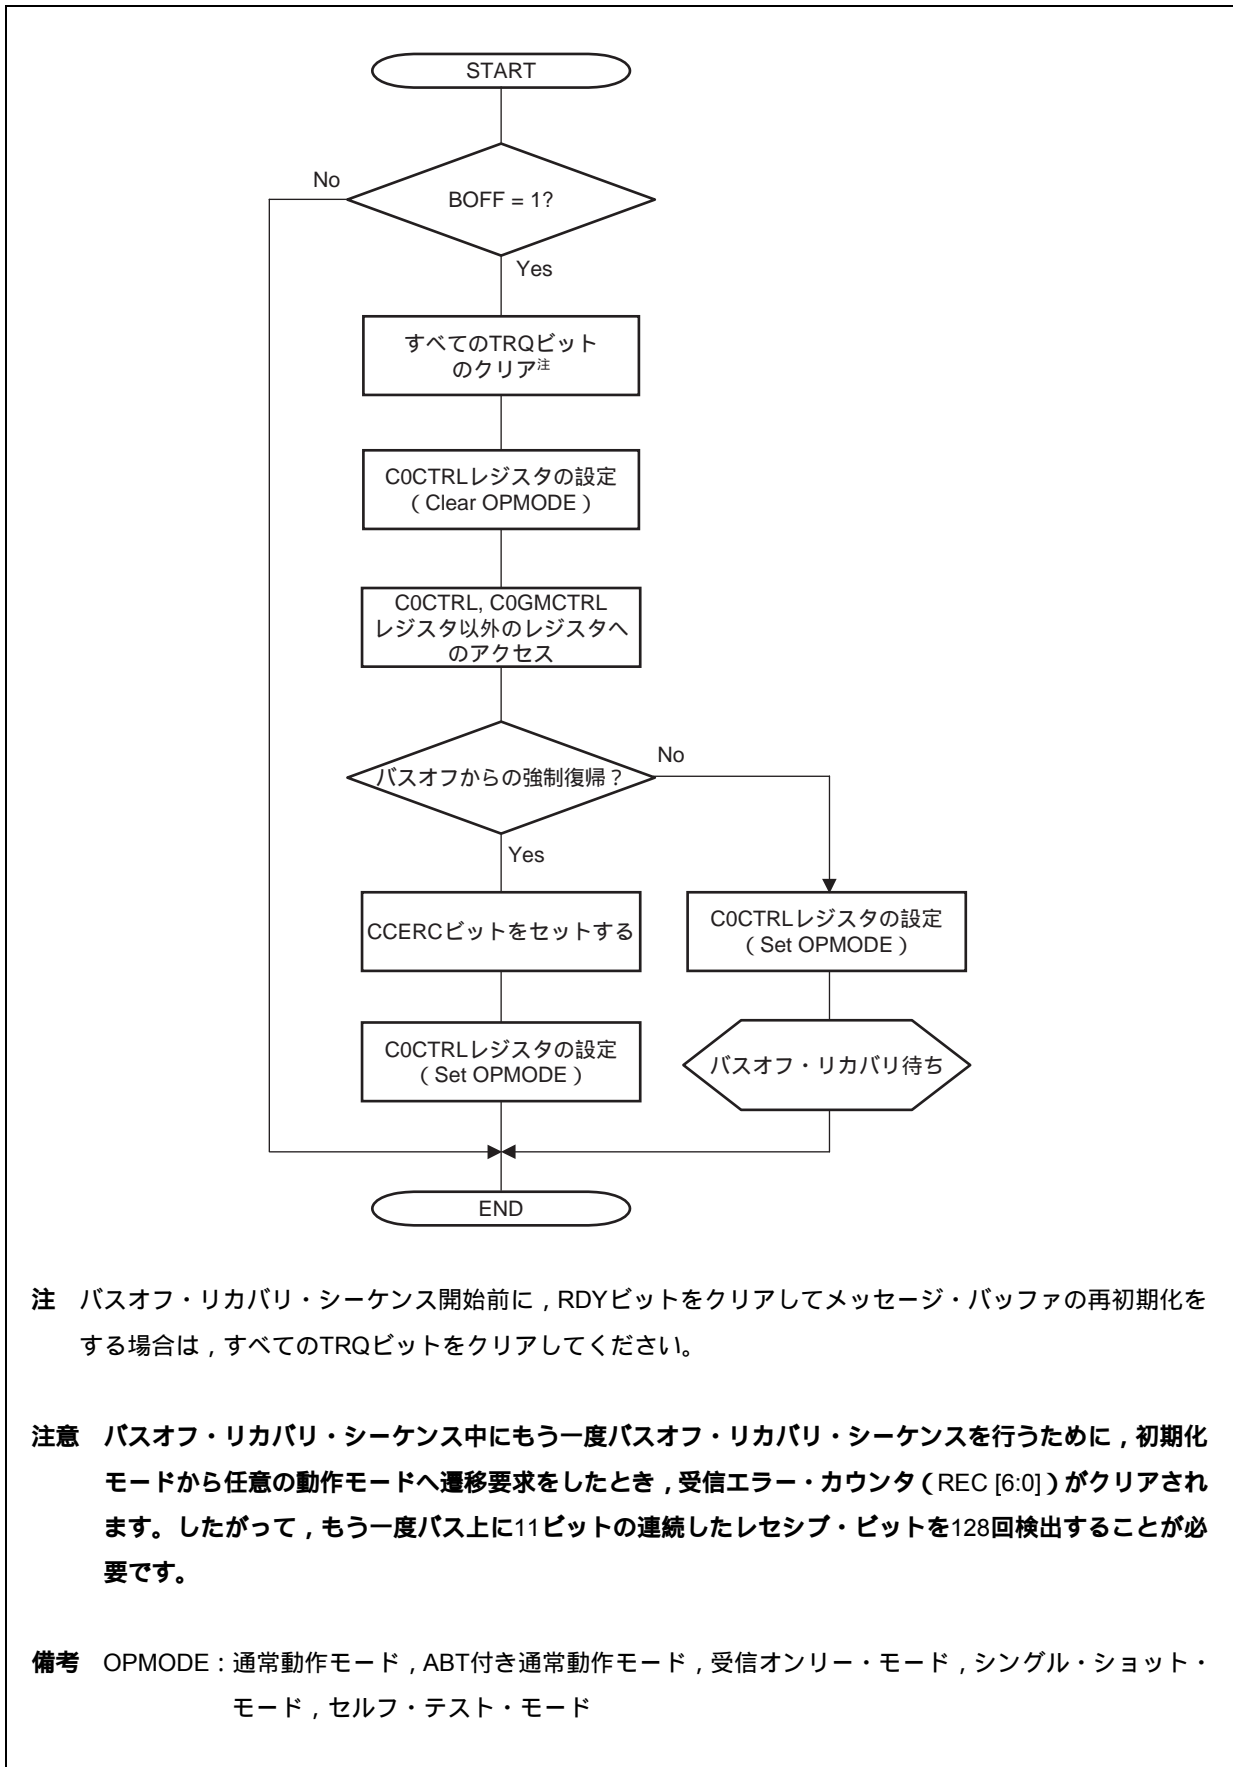 START
No
BOFF = 1?
Yes
すべてのTRQビット
のクリア注
C0CTRLレジスタの設定
（Clear OPMODE）
C0CTRL, C0GMCTRL
レジスタ以外のレジスタへ
のアクセス
No
バスオフからの強制復帰？
Yes
CCERCビットをセットする
C0CTRLレジスタの設定
（Set OPMODE）
C0CTRLレジスタの設定
（Set OPMODE）
バスオフ・リカバリ待ち
END
注　バスオフ・リカバリ・シーケンス開始前に，RDYビットをクリアしてメッセージ・バッファの再初期化を
する場合は，すべてのTRQビットをクリアしてください。
注意　バスオフ・リカバリ・シーケンス中にもう一度バスオフ・リカバリ・シーケンスを行うために，初期化
モードから任意の動作モードへ遷移要求をしたとき，受信エラー・カウンタ（REC [6:0]）がクリアされ
ます。したがって，もう一度バス上に11ビットの連続したレセシブ・ビットを128回検出することが必
要です。
備考　OPMODE：通常動作モード，ABT付き通常動作モード，受信オンリー・モード，シングル・ショット・
モード，セルフ・テスト・モード